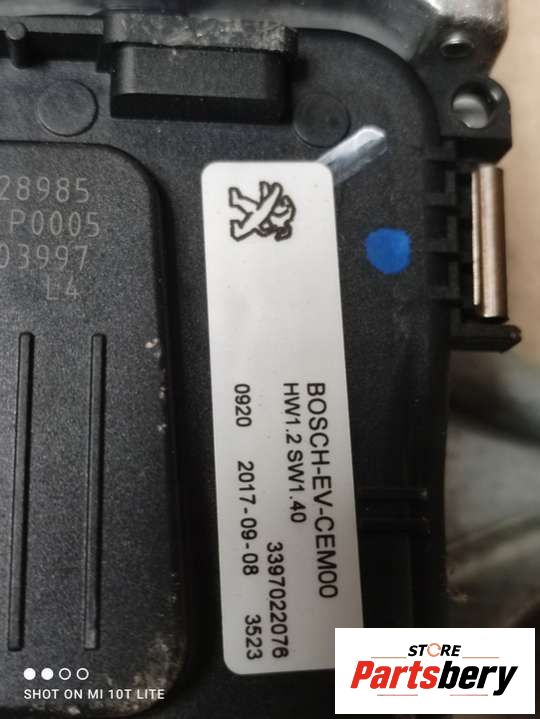 28985
P0005
03997
L4
BOSCH-EV-CEM00
HW1.2 SW1.40
3397022076
0920 2017-09-08 3523
SHOT ON MI 10T LITE
STORE
Partsbery